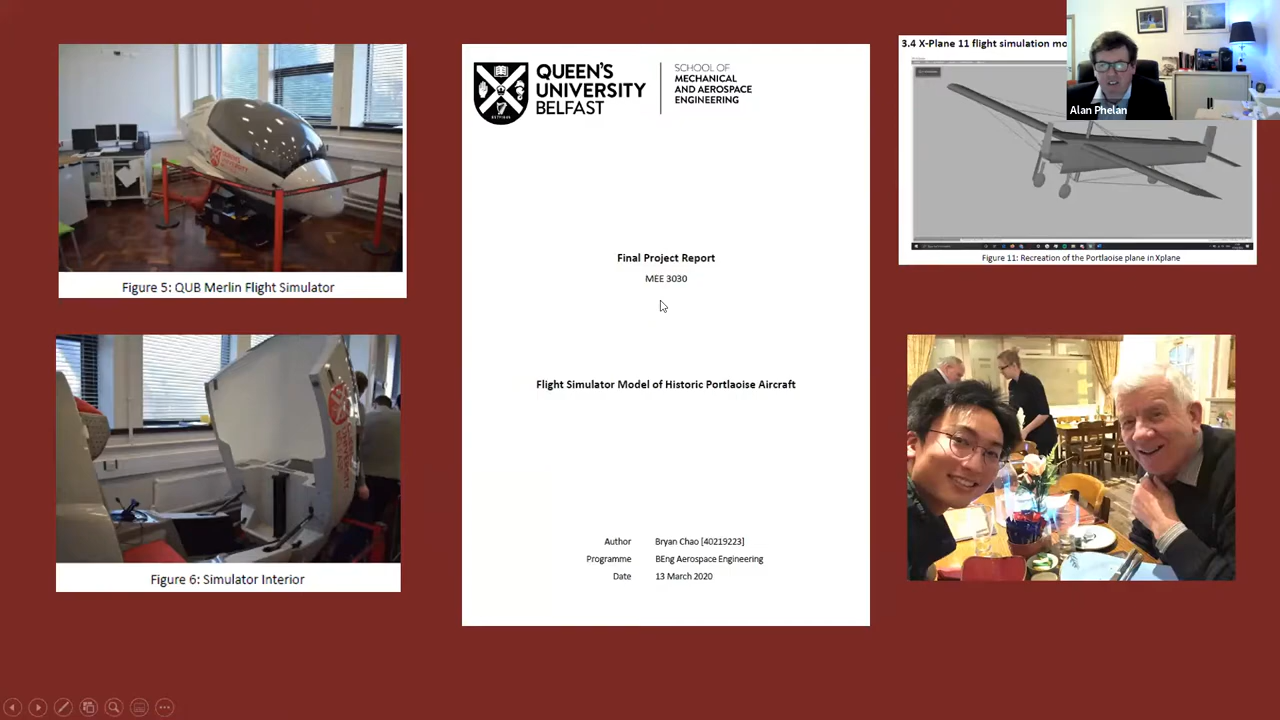 Figure 5: QUB Merlin Flight Simulator
Figure 6: Simulator Interior
QUEEN'S
UNIVERSITY
BELFAST
SCHOOL OF
MECHANICAL
AND AEROSPACE
ENGINEERING
Final Project Report
MEE 3030
Flight Simulator Model of Historic Portlaoise Aircraft
Author Bryan Chao [40219223]
Programme BEng Aerospace Engineering
Date 13 March 2020
3.4 X-Plane 11 flight simulation mo
Alan Phelan
Figure 11: Recreation of the Portlaoise plane in Xplane